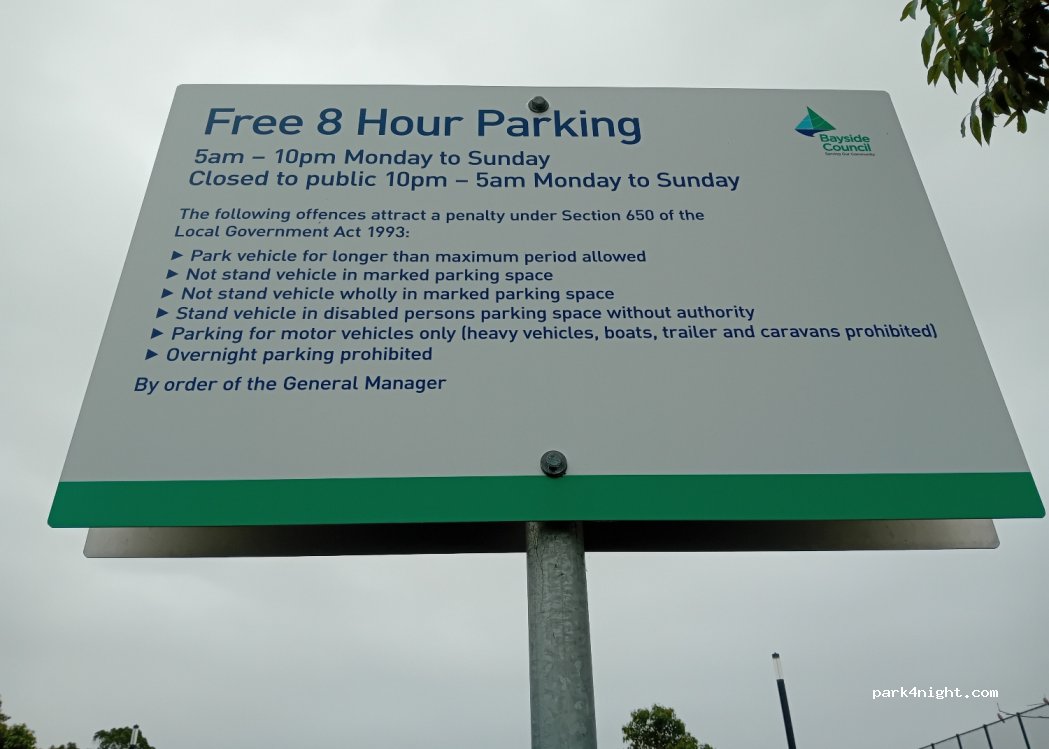 Free 8 Hour Parking
5am – 10pm Monday to Sunday
Closed to public 10pm – 5am Monday to Sunday
Bayside
Council
Serving Our Community
The following offences attract a penalty under Section 650 of the
Local Government Act 1993:
► Park vehicle for longer than maximum period allowed
► Not stand vehicle in marked parking space
► Not stand vehicle wholly in marked parking space
► Stand vehicle in disabled persons parking space without authority
► Parking for motor vehicles only (heavy vehicles, boats, trailer and caravans prohibited)
► Overnight parking prohibited
By order of the General Manager
park4night.com